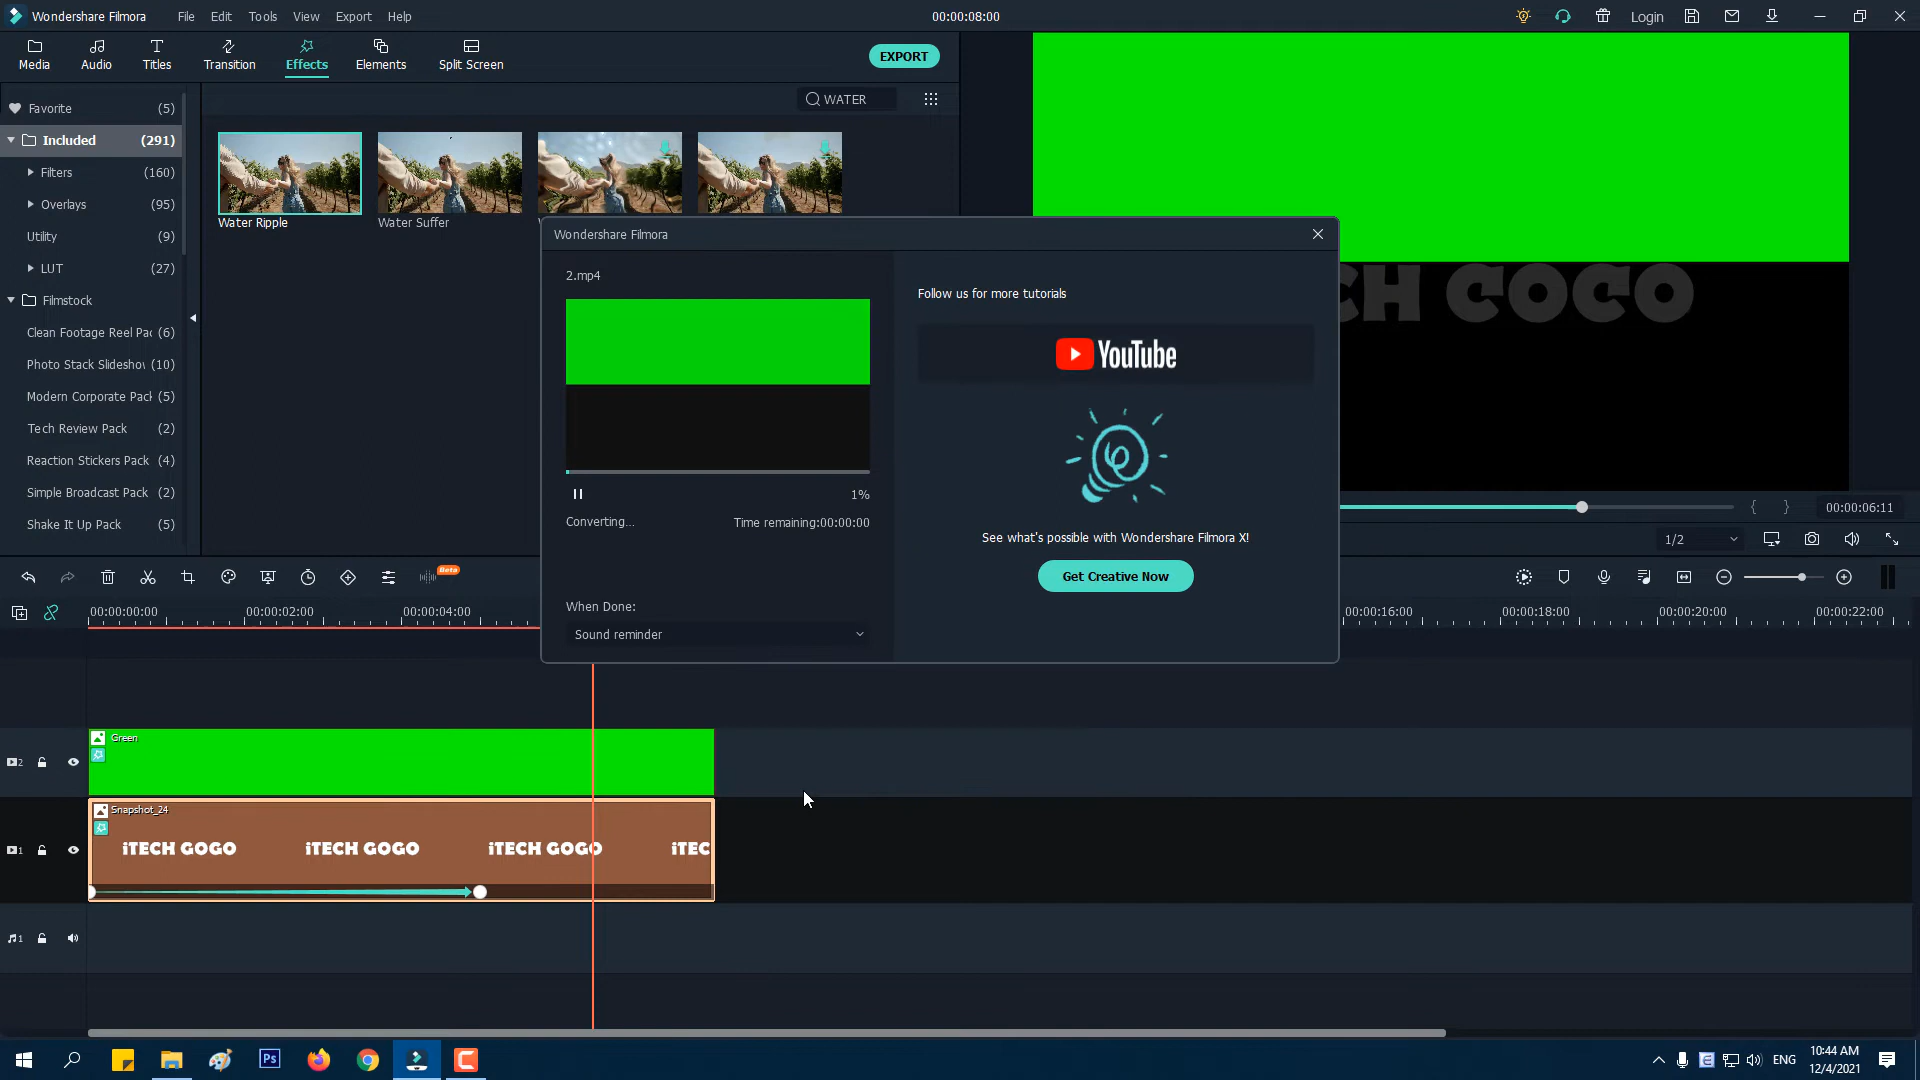 Wondershare Filmora
File
Edit
Tools
View
Export
Help
00:00:08:00
Login
Media
Audio
Titles
Transition
Effects
Elements
Split Screen
EXPORT
Favorite (5)
WATER
Included (291)
Filters (160)
Overlays (95)
Utility (9)
LUT (27)
Filmstock
Clean Footage Reel Pac (6)
Photo Stack Slideshov (10)
Modern Corporate Pack (5)
Tech Review Pack (2)
Reaction Stickers Pack (4)
Simple Broadcast Pack (2)
Shake It Up Pack (5)
Water Ripple
Water Suffer
Wondershare Filmora
2.mp4
1%
Converting...
Time remaining:00:00:00
When Done:
Sound reminder
Follow us for more tutorials
YouTube
See what's possible with Wondershare Filmora X!
Get Creative Now
00:00:06:11
1/2
Beta
00:00:00:00
00:00:02:00
00:00:04:00
00:00:16:00
00:00:18:00
00:00:20:00
00:00:22:00
2
Green
1
Snapshot_24
iTECH GOGO
iTECH GOGO
iTECH GOGO
iTEC
1
Ps
ENG
10:44 AM
12/4/2021